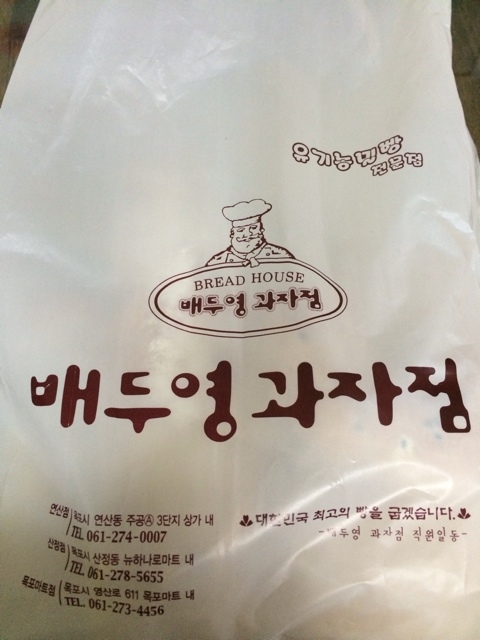 유기농 밀빵
전문점
BREAD HOUSE
배두영 과자점
배두영 과자점
연산점 목포시 연산동 주공Ⓐ 3단지 상가 내
TEL 061-274-0007
산정점 목포시 산정동 뉴하나로마트 내
TEL. 061-278-5655
목포마트점 목포시 영산로 611 목포마트 내
TEL. 061-273-4456
♣대한민국 최고의 빵을 굽겠습니다.♣
-배두영 과자점 직원일동-